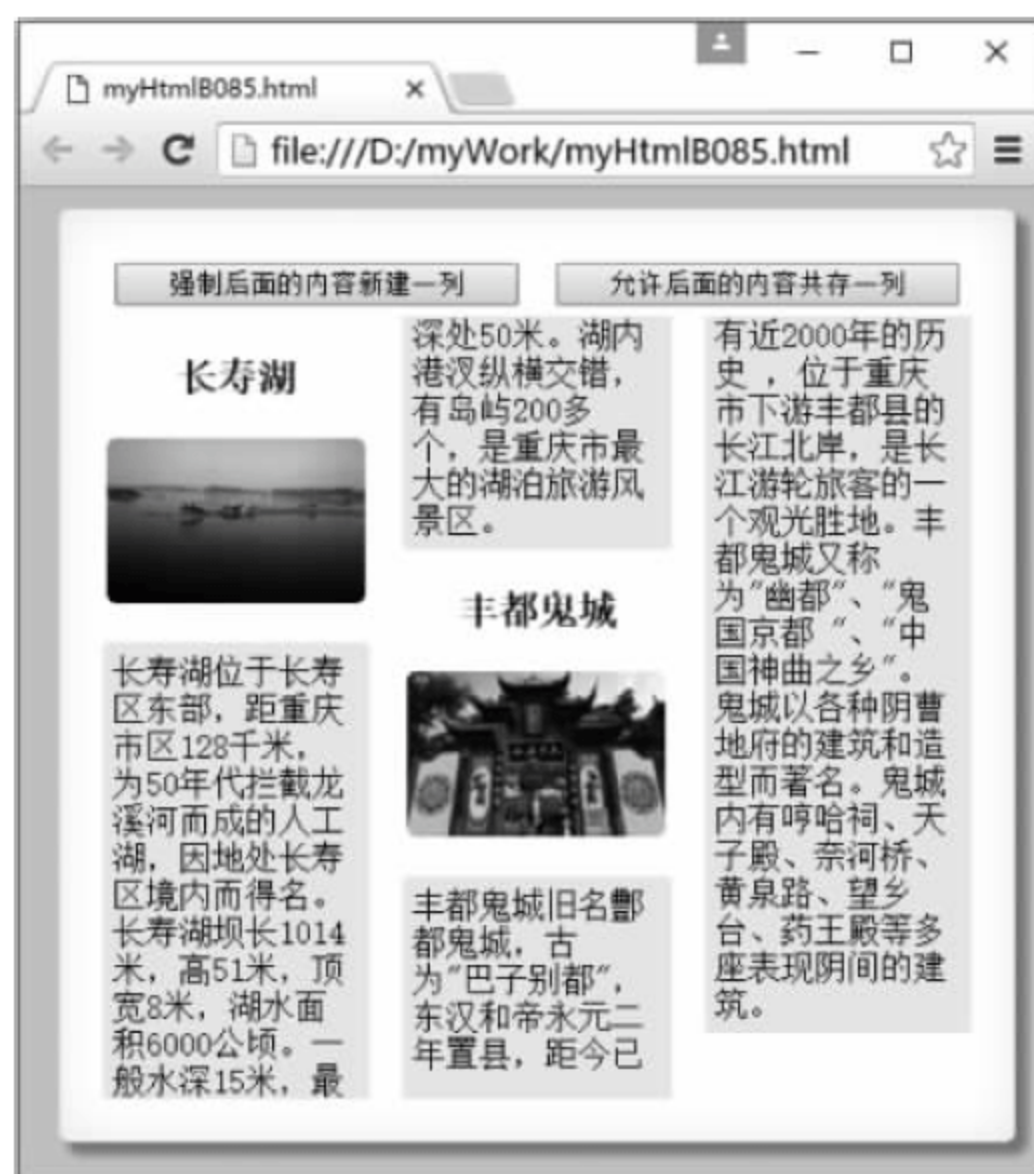 myHtmlB085.html
file:///D:/myWork/myHtmlB085.html
强制后面的内容新建一列
允许后面的内容共存一列
长寿湖
长寿湖位于长寿
区东部，距重庆
市区128千米，
为50年代拦截龙
溪河而成的人工
湖，因地处长寿
区境内而得名。
长寿湖坝长1014
米，高51米，顶
宽8米，湖水面
积6000公顷。一
般水深15米，最
深处50米。湖内
港汊纵横交错，
有岛屿200多
个，是重庆市最
大的湖泊旅游风
景区。
丰都鬼城
丰都鬼城旧名酆
都鬼城，古
为"巴子别都"，
东汉和帝永元二
年置县，距今已
有近2000年的历
史 ，位于重庆
市下游丰都县的
长江北岸，是长
江游轮旅客的一
个观光胜地。丰
都鬼城又称
为"幽都"、"鬼
国京都 "、"中
国神曲之乡"。
鬼城以各种阴曹
地府的建筑和造
型而著名。鬼城
内有哼哈祠、天
子殿、奈河桥、
黄泉路、望乡
台、药王殿等多
座表现阴间的建
筑。